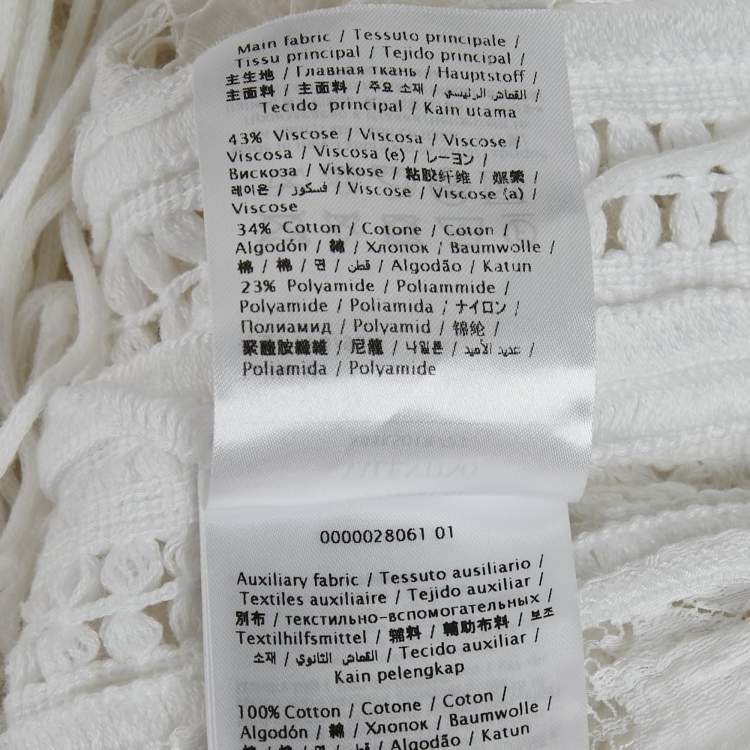 Main fabric / Tessuto principale /
Tissu principal / Tejido principal /
主生地 / Главная ткань / Hauptstoff /
主面料 / 主面料 / 주요 소재 / القماش الرئيسي /
Tecido principal / Kain utama
43% Viscose / Viscosa / Viscose /
Viscosa / Viscosa (e) / レーヨン /
Вискоза / Viskose / 粘胶纤维 / 嫘縈 /
레이온 / فسكوز / Viscose / Viscose (a) /
Viscose
34% Cotton / Cotone / Coton /
Algodón / 綿 / Хлопок / Baumwolle /
棉 / 棉 / 면 / قطن / Algodão / Katun
23% Polyamide / Poliammide /
Polyamide / Poliamida / ナイロン /
Полиамид / Polyamid / 锦纶 /
聚醯胺纖維 / 尼龍 / 나일론 / عديد الأميد /
Poliamida / Polyamide
0000028061 01
Auxiliary fabric / Tessuto ausiliario /
Textiles auxiliaire / Tejido auxiliar /
別布 / текстильно-вспомогательных /
Textilhilfsmittel / 辅料 / 輔助布料 / 보조
소재 / القماش الثانوي / Tecido auxiliar /
Kain pelengkap
100% Cotton / Cotone / Coton /
Algodón / 綿 / Хлопок / Baumwolle /
棉 / 棉 / 면 / قطن / Algodão / Katun